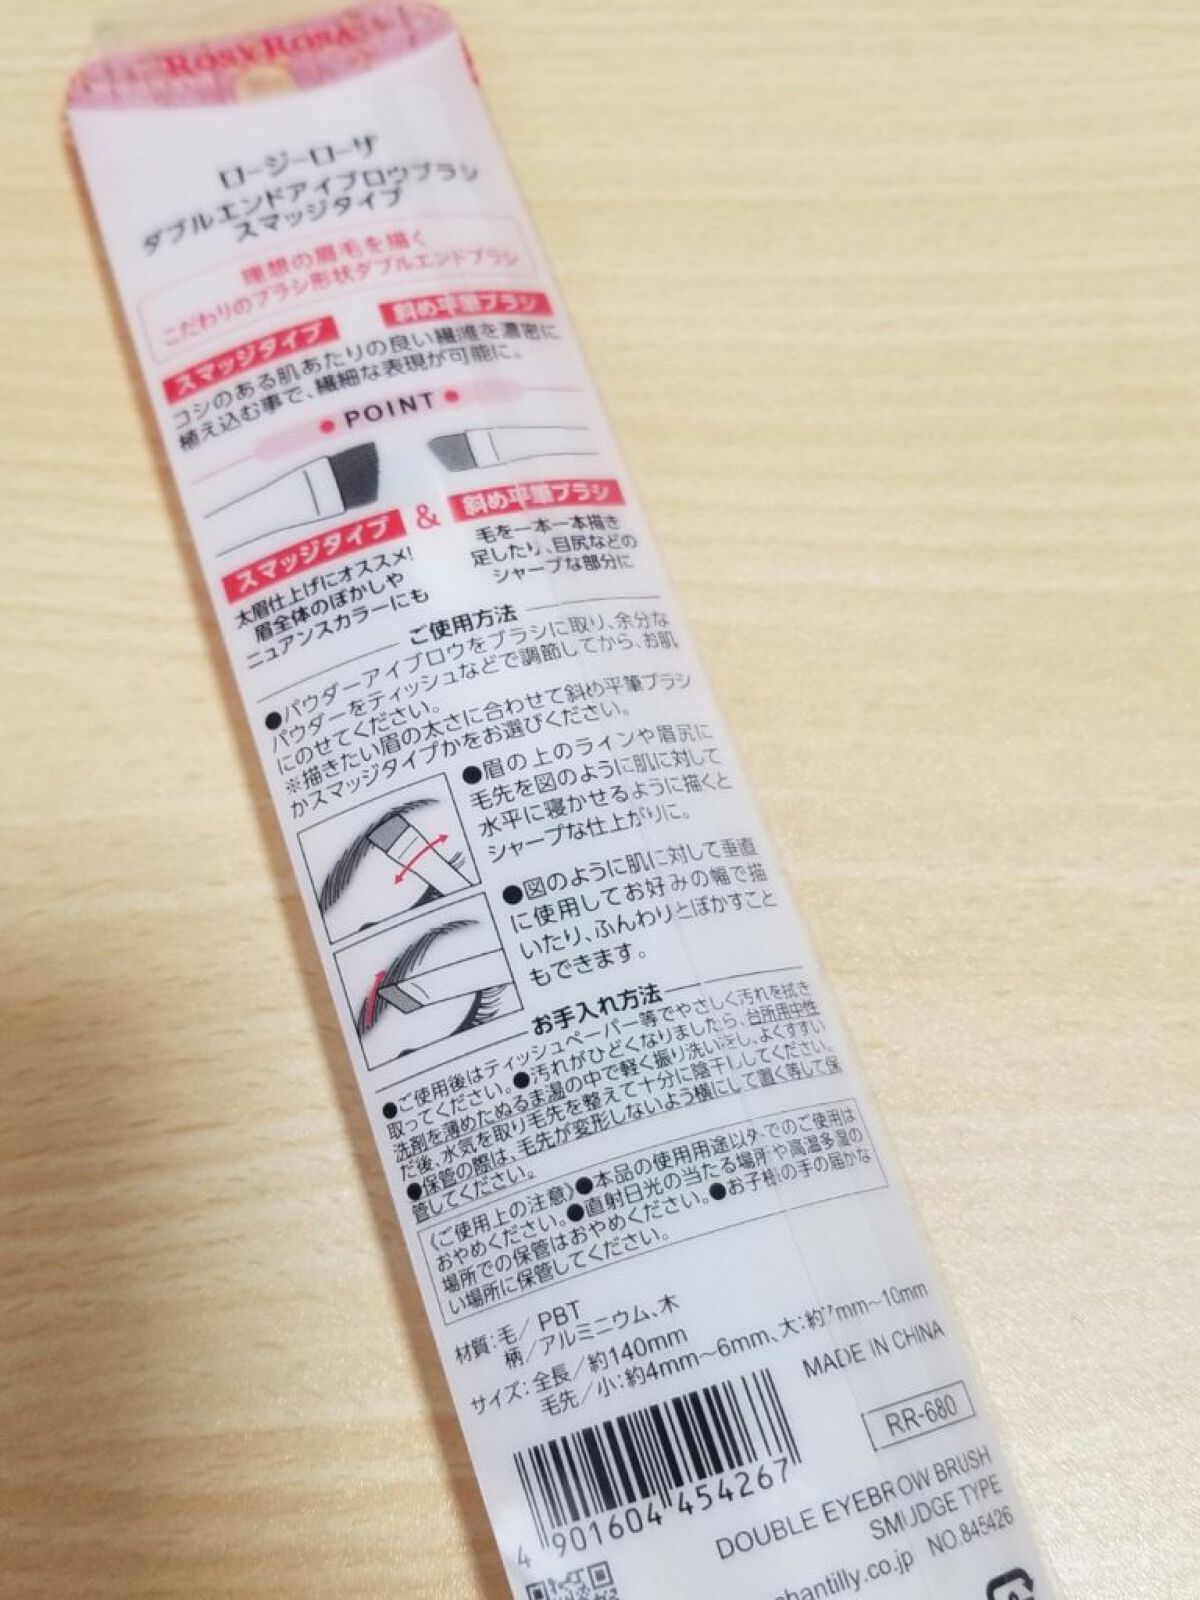 ROSY ROSA
ロージーローザ
ダブルエンドアイブロウブラシ
スマッジタイプ
理想の眉毛を描く
こだわりのブラシ形状ダブルエンドブラシ
スマッジタイプ 斜め平筆ブラシ
コシのある肌あたりの良い繊維を濃密に
植え込む事で、繊細な表現が可能に。
POINT
スマッジタイプ & 斜め平筆ブラシ
太眉仕上げにオススメ!
眉全体のぼかしや
ニュアンスカラーにも
毛を一本一本描き
足したり、目尻などの
シャープな部分に
ご使用方法
●パウダーアイブロウをブラシに取り、余分な
パウダーをティッシュなどで調節してから、お肌
にのせてください。
※描きたい眉の太さに合わせて斜め平筆ブラシ
かスマッジタイプかをお選びください。
●眉の上のラインや眉尻に
毛先を図のように肌に対して
水平に寝かせるように描くと
シャープな仕上がりに。
●図のように肌に対して垂直
に使用してお好みの幅で描
いたり、ふんわりとぼかすこと
もできます。
お手入れ方法
●ご使用後はティッシュペーパー等でやさしく汚れを拭き
取ってください。●汚れがひどくなりましたら、台所用中性
洗剤を薄めたぬるま湯の中で軽く振り洗いをし、よくすすい
だ後、水気を取り毛先を整えて十分に陰干ししてください。
●保管の際は、毛先が変形しないよう横にして置く等して保
管してください。
《ご使用上の注意》●本品の使用用途以外でのご使用は
おやめください。●直射日光の当たる場所や高温多湿の
場所での保管はおやめください。●お子様の手の届かな
い場所に保管してください。
材質:毛/PBT
柄/アルミニウム、木
サイズ:全長/約140mm
毛先/小:約4mm〜6mm、大:約7mm〜10mm
MADE IN CHINA
RR-680
4 901604 454267
DOUBLE EYEBROW BRUSH
SMUDGE TYPE
chantilly.co.jp NO.845426